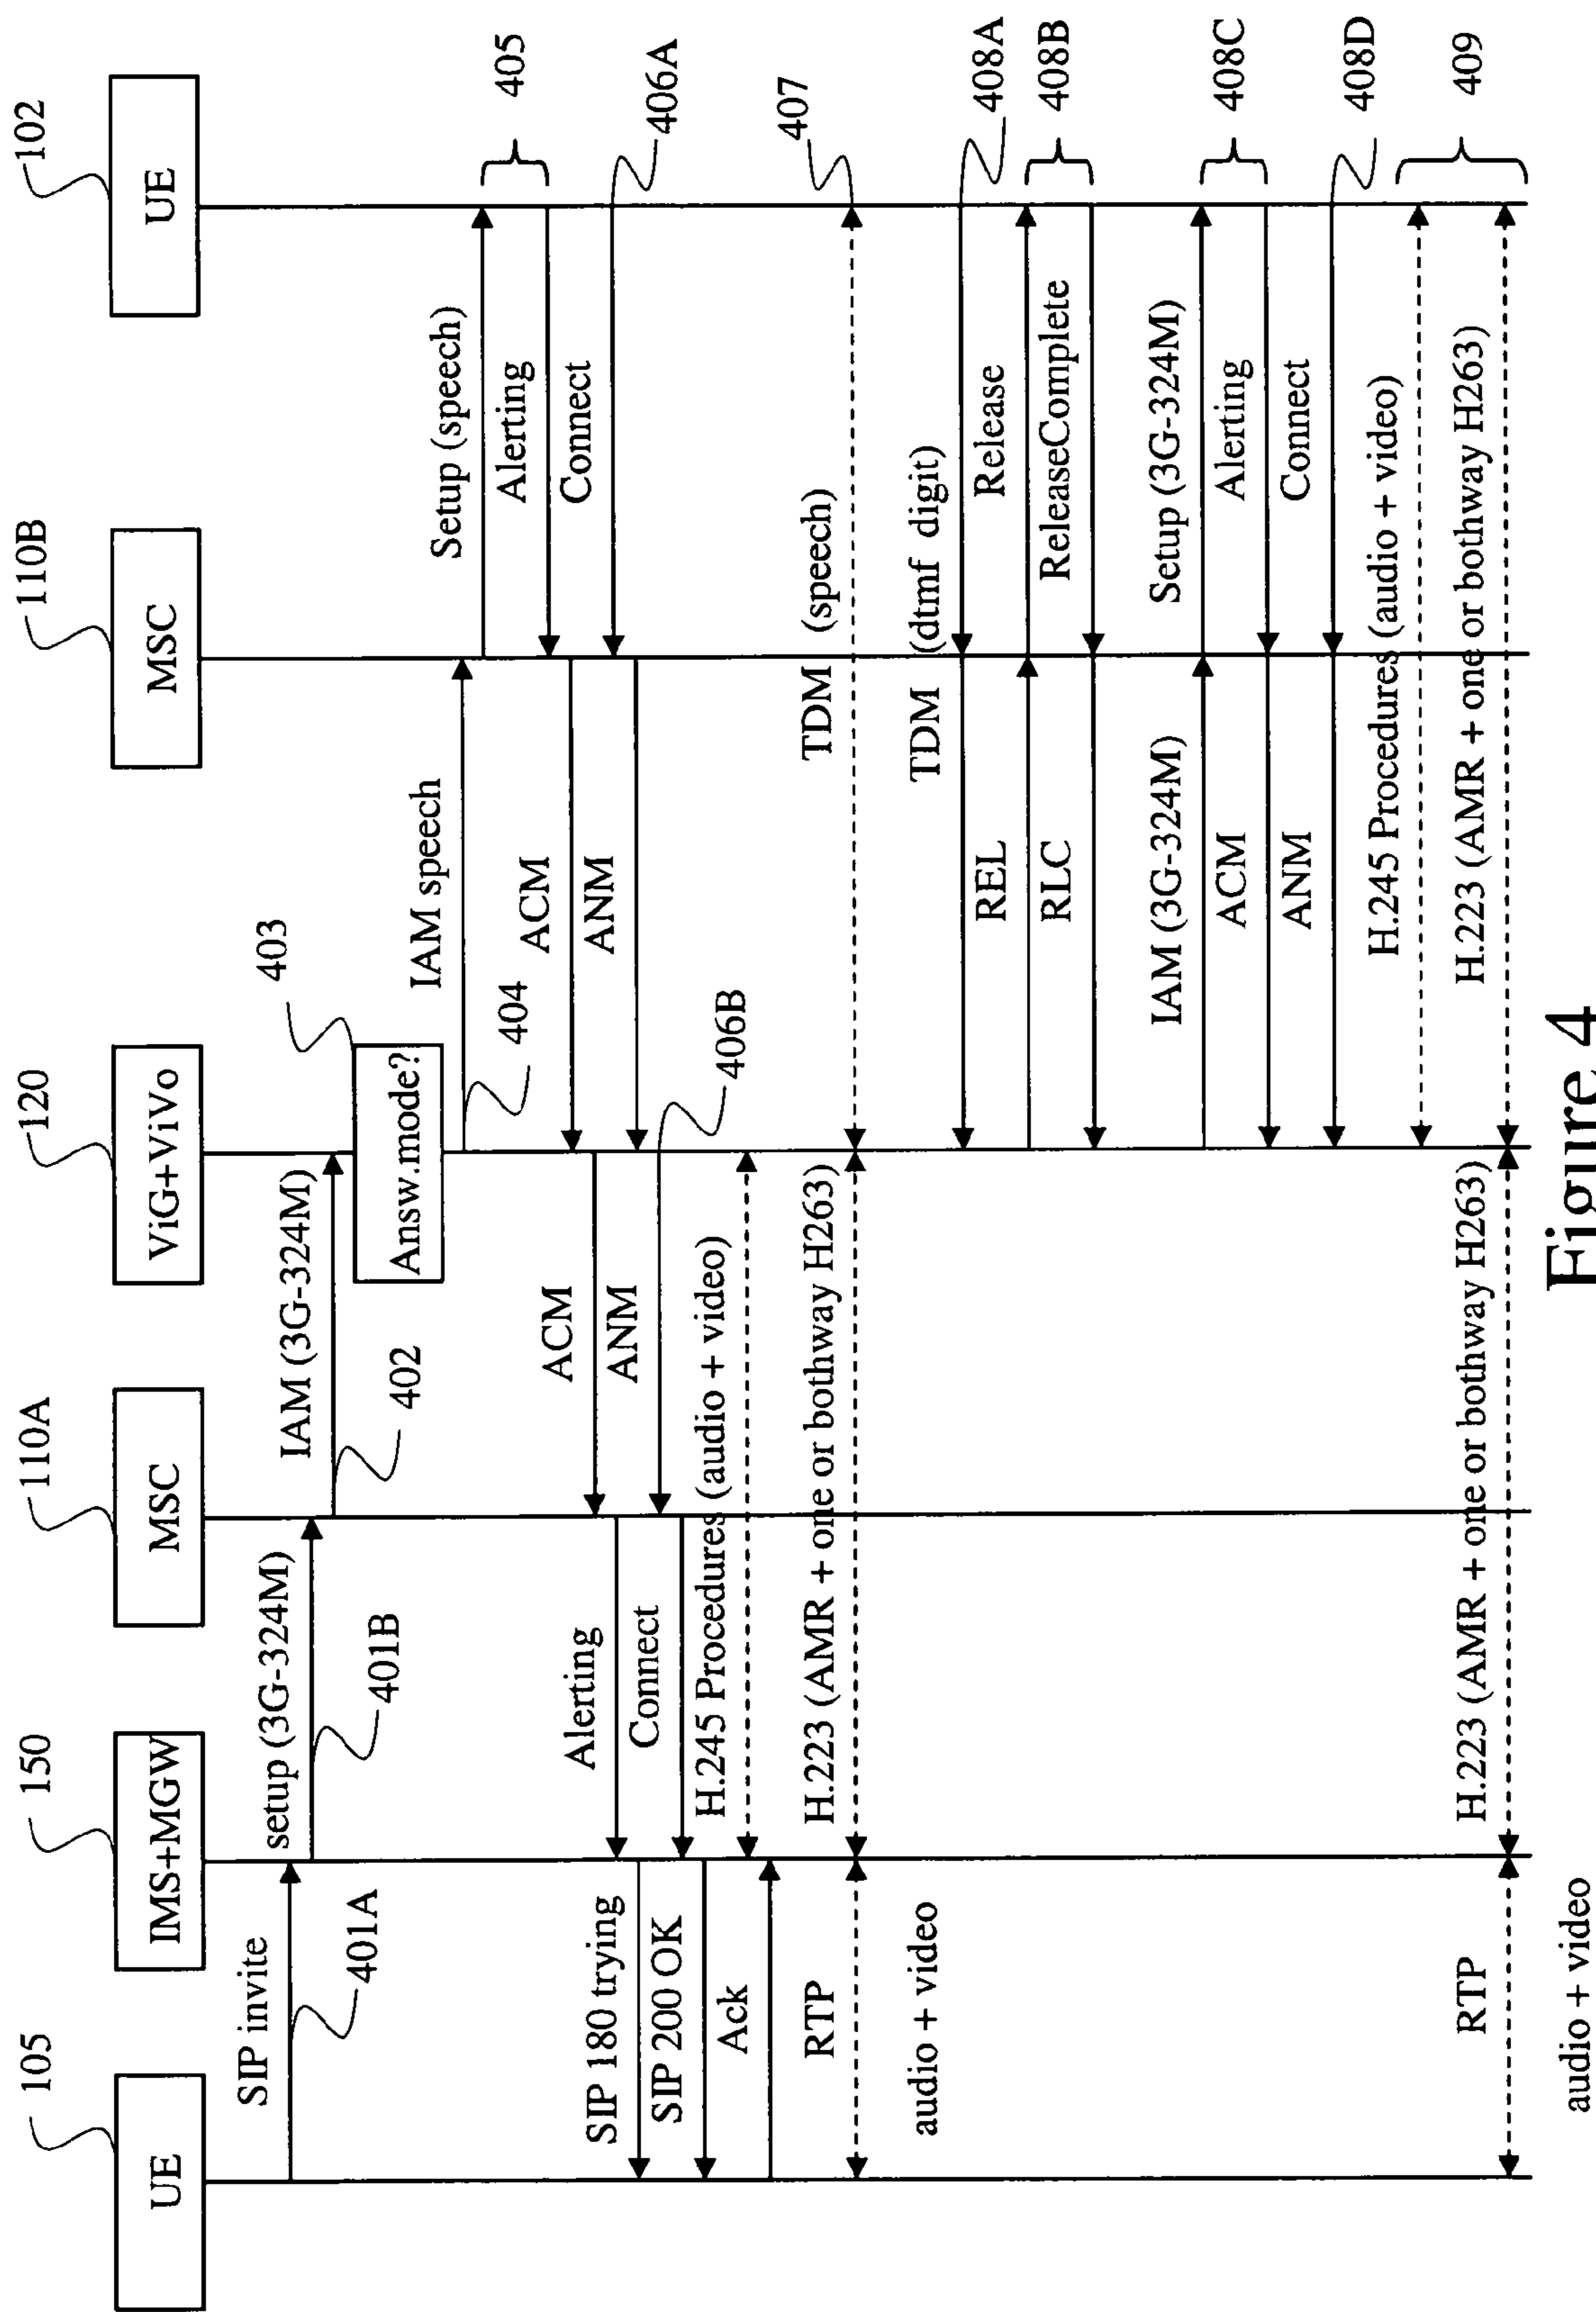 105
150
110A
120
110B
102
UE
IMS+MGW
MSC
ViG+ViVo
MSC
UE
SIP invite
401A
setup (3G-324M)
401B
IAM (3G-324M)
402
Answ.mode?
403
IAM speech
404
Setup (speech)
405
Alerting
Connect
406A
ACM
ANM
ACM
ANM
406B
Alerting
Connect
SIP 180 trying
SIP 200 OK
Ack
H.245 Procedures (audio + video)
RTP
audio + video
H.223 (AMR + one or bothway H263)
TDM (speech)
407
TDM (dtmf digit)
408A
REL
Release
408B
RLC
ReleaseComplete
IAM (3G-324M)
Setup (3G-324M)
408C
ACM
Alerting
ANM
Connect
408D
H.245 Procedures (audio + video)
409
RTP
audio + video
H.223 (AMR + one or bothway H263)
H.223 (AMR + one or bothway H263)
Figure 4